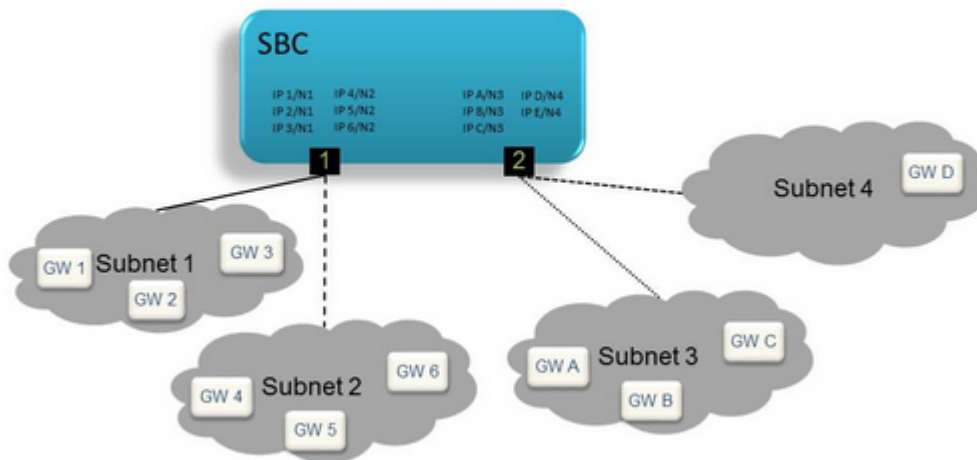 SBC
IP 1/N1 IP 4/N2 IP A/N3 IP D/N4
IP 2/N1 IP 5/N2 IP B/N3 IP E/N4
IP 3/N1 IP 6/N2 IP C/N3
1 2
Subnet 4 GW D
GW 1 Subnet 1 GW 3
GW 2
GW 4 Subnet 2 GW 6
GW 5
GW A Subnet 3 GW C
GW B